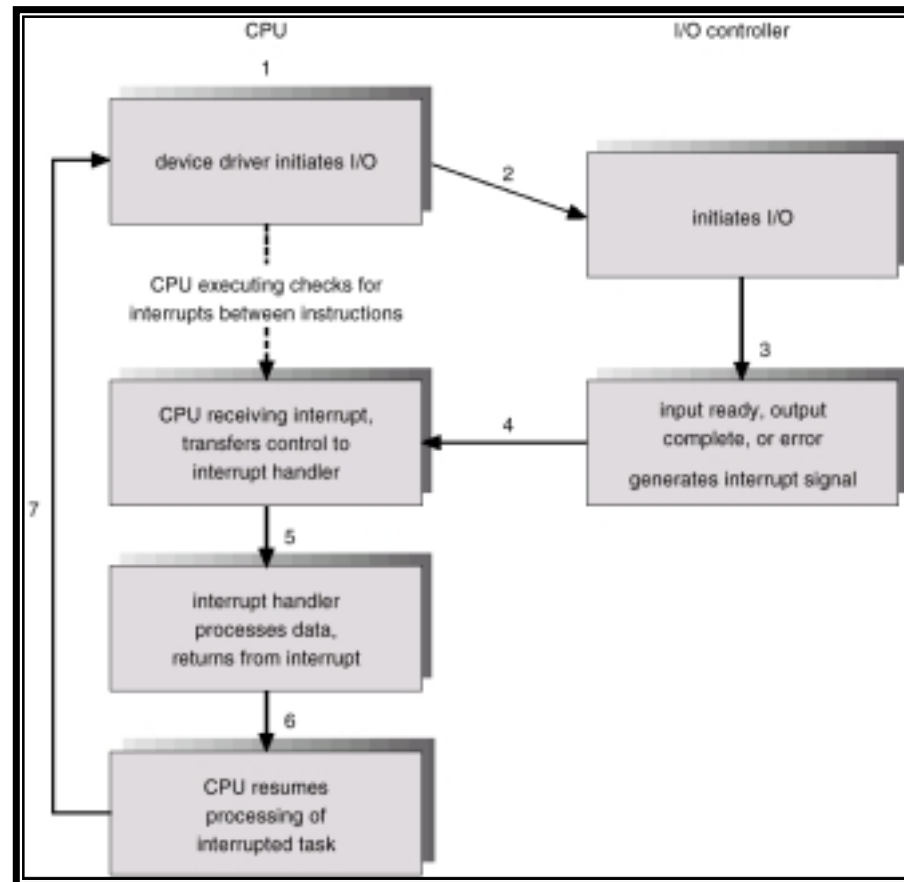 CPU
I/O controller
1
device driver initiates I/O
2
initiates I/O
CPU executing checks for
interrupts between instructions
3
CPU receiving interrupt,
transfers control to
interrupt handler
4
input ready, output
complete, or error
generates interrupt signal
7
5
interrupt handler
processes data,
returns from interrupt
6
CPU resumes
processing of
interrupted task